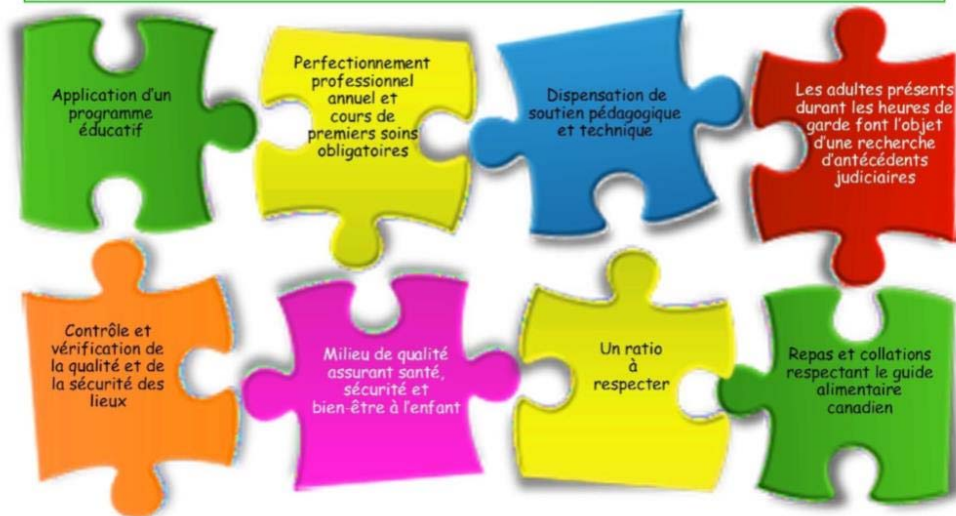 Application d'un
programme
éducatif
Perfectionnement
professionnel
annuel et
cours de
premiers soins
obligatoires
Dispensation de
soutien pédagogique
et technique
Les adultes présents
durant les heures de
garde font l'objet
d'une recherche
d'antécédents
judiciaires
Contrôle et
vérification de
la qualité et de
la sécurité des
lieux
Milieu de qualité
assurant santé,
sécurité et
bien-être à l'enfant
Un ratio
à
respecter
Repas et collations
respectant le guide
alimentaire
canadien